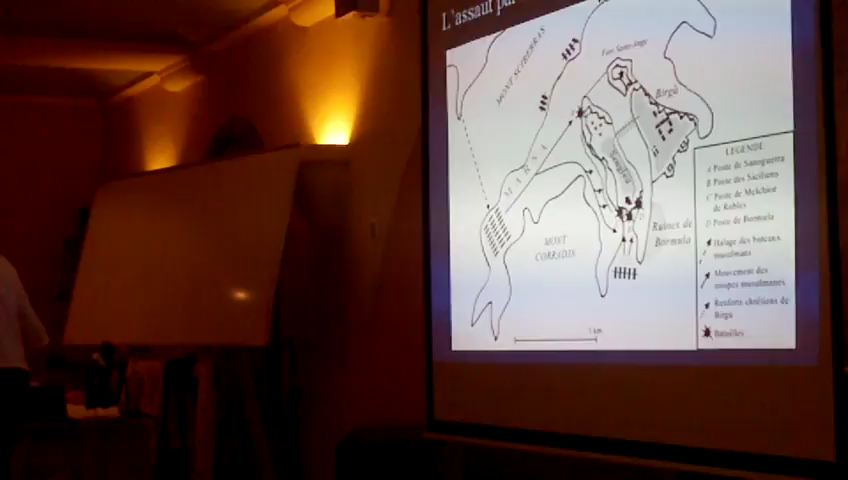 L'assaut par
MONT SCIBERRAS
Fort Saint-Ange
Birgù
MARSA
Senglea
MONT
CORRADIN
Ruines de
Bormula
1 km
LEGENDE
A Poste de Sanoguerra
B Poste des Siciliens
C Poste de Melchior
de Robles
D Poste de Bormula
Halage des bateaux
musulmans
Mouvement des
troupes musulmanes
Renforts chrétiens de
Birgù
Batailles